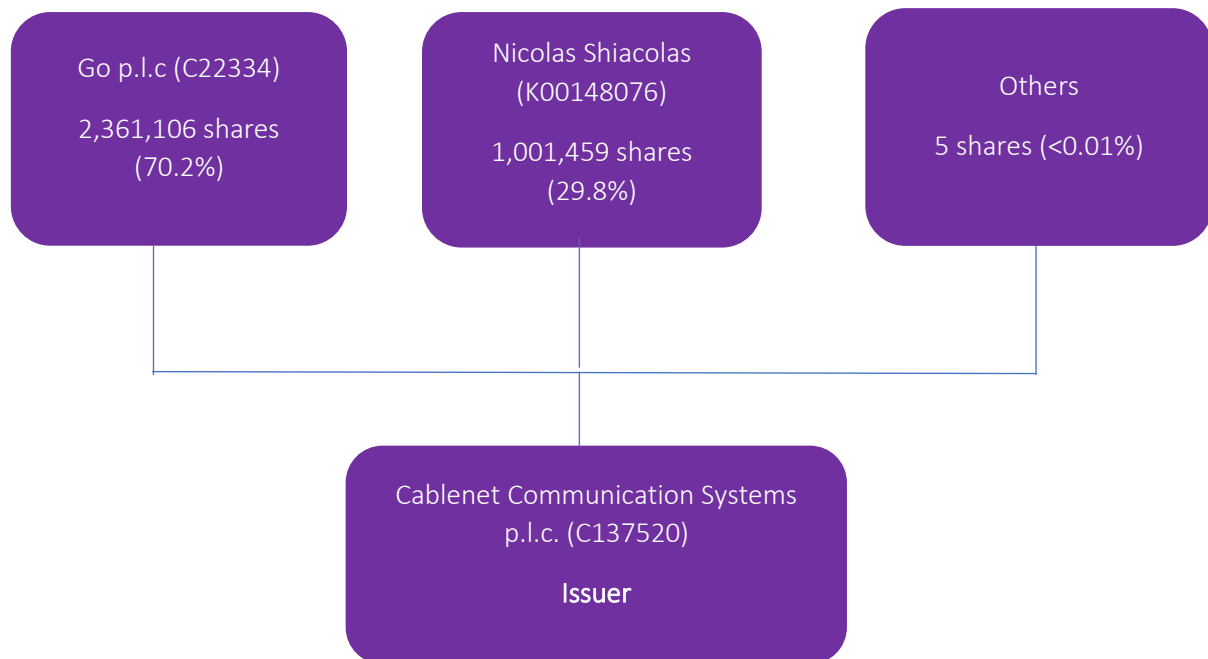 Go p.l.c (C22334)
2,361,106 shares
(70.2%)
Nicolas Shiacolas
(K00148076)
1,001,459 shares
(29.8%)
Others
5 shares (<0.01%)
Cablenet Communication Systems
p.l.c. (C137520)
Issuer